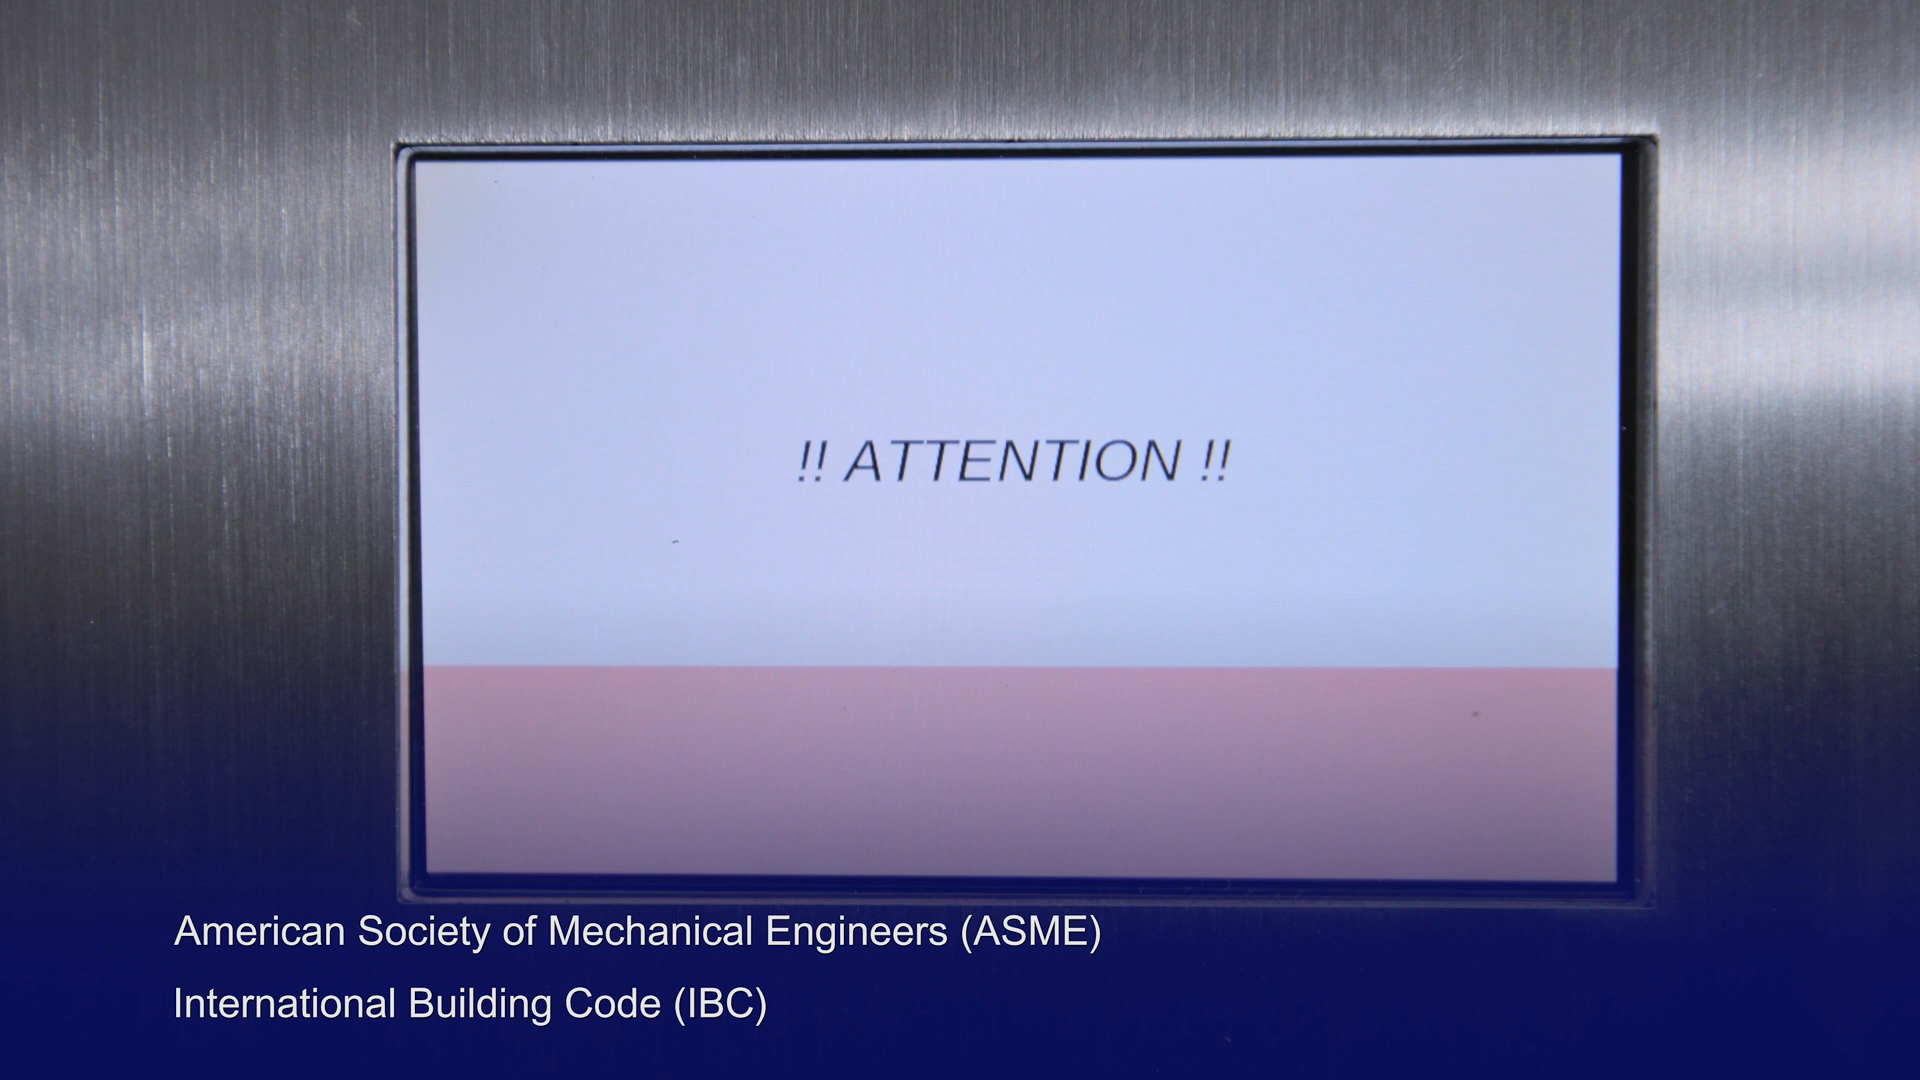 !! ATTENTION !!
American Society of Mechanical Engineers (ASME)
International Building Code (IBC)